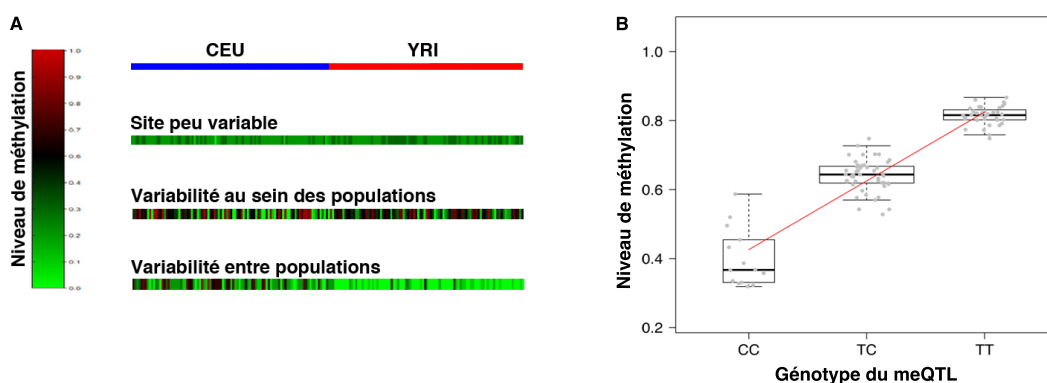 A
CEU
YRI
Niveau de méthylation
1.0
0.9
0.8
0.7
0.6
0.5
0.4
0.3
0.2
0.1
0.0
Site peu variable
Variabilité au sein des populations
Variabilité entre populations
B
Niveau de méthylation
1.0
0.8
0.6
0.4
0.2
CC
TC
TT
Génotype du meQTL